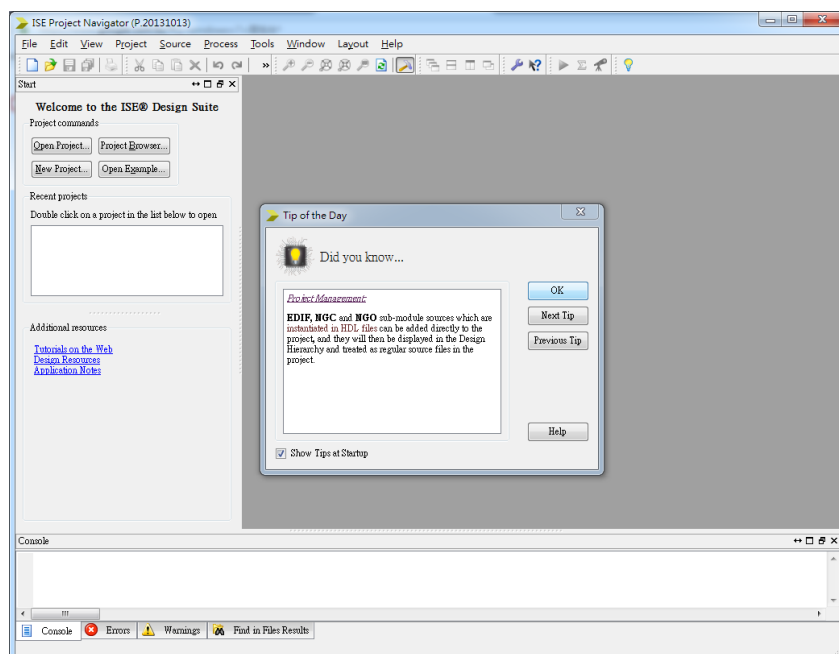 ISE Project Navigator (P.20131013)
File Edit View Project Source Process Tools Window Layout Help
Start
Welcome to the ISE® Design Suite
Project commands
Open Project... Project Browser...
New Project... Open Example...
Recent projects
Double click on a project in the list below to open
Additional resources
Tutorials on the Web
Design Resources
Application Notes
Tip of the Day
Did you know...
Project Management:
EDIF, NGC and NGO sub-module sources which are
instantiated in HDL files can be added directly to the
project, and they will then be displayed in the Design
Hierarchy and treated as regular source files in the
project.
OK
Next Tip
Previous Tip
Help
Show Tips at Startup
Console
Console Errors Warnings Find in Files Results